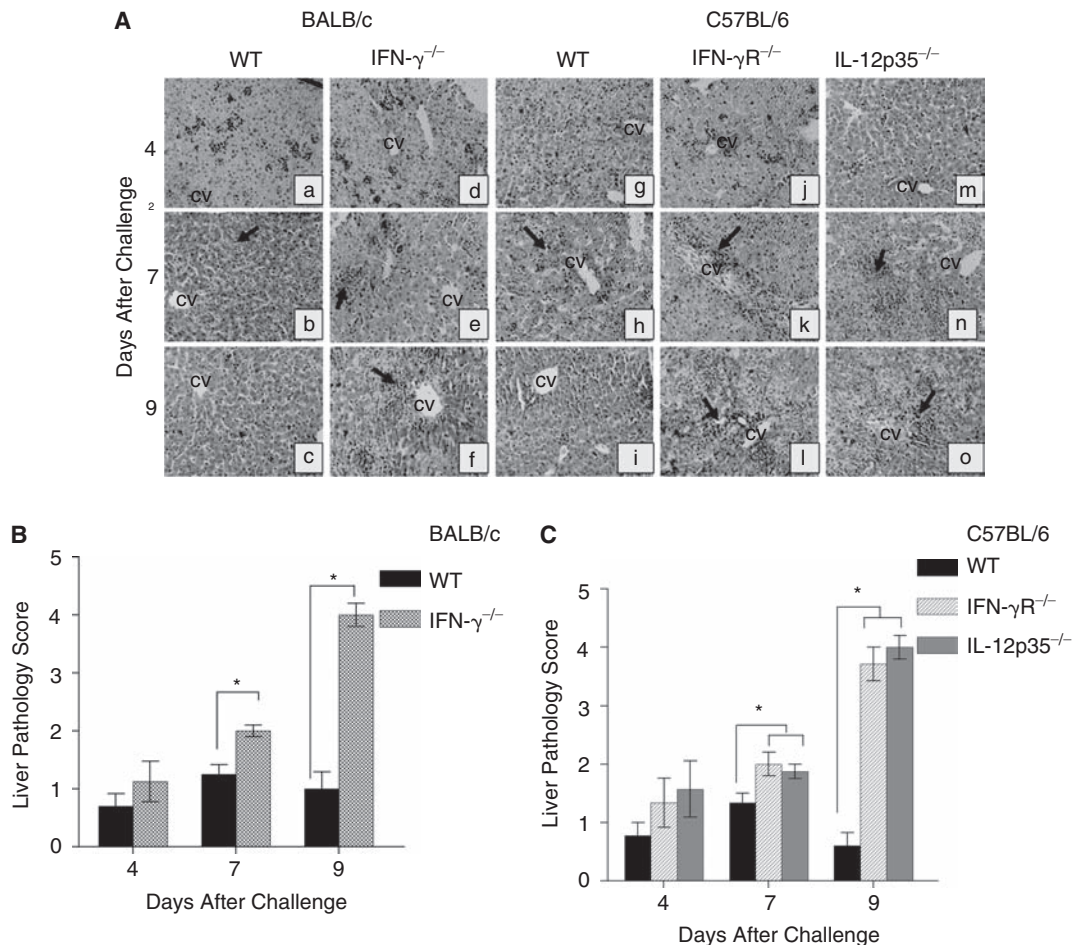 A
BALB/c
C57BL/6
WT
IFN-γ−/−
WT
IFN-γR−/−
IL-12p35−/−
Days After Challenge
4
cv
a
cv
d
cv
g
cv
j
cv
m
2
7
cv
b
cv
e
cv
h
cv
k
cv
n
9
cv
c
cv
f
cv
i
cv
l
cv
o
B
BALB/c
WT
IFN-γ−/−
Liver Pathology Score
5
4
3
2
1
0
*
*
4
7
9
Days After Challenge
C
C57BL/6
WT
IFN-γR−/−
IL-12p35−/−
Liver Pathology Score
5
4
3
2
1
0
*
*
4
7
9
Days After Challenge